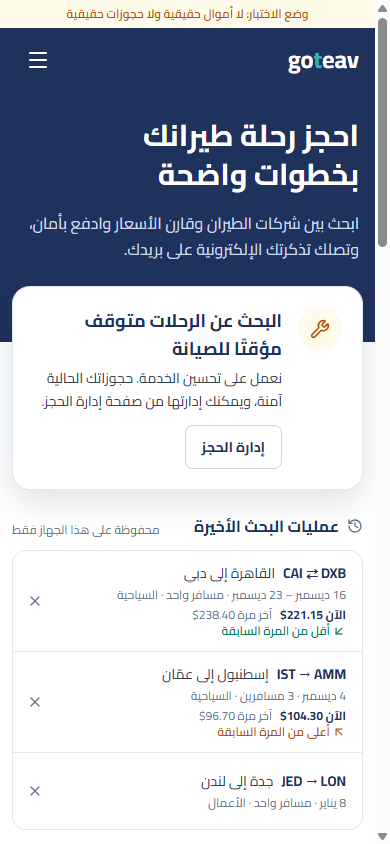 وضع الاختبار: لا أموال حقيقية ولا حجوزات حقيقية
goteav
احجز رحلة طيرانك
بخطوات واضحة
ابحث بين شركات الطيران وقارن الأسعار وادفع بأمان،
وتصلك تذكرتك الإلكترونية على بريدك.
البحث عن الرحلات متوقف
مؤقتًا للصيانة
نعمل على تحسين الخدمة. حجوزاتك الحالية
آمنة، ويمكنك إدارتها من صفحة إدارة الحجز.
إدارة الحجز
عمليات البحث الأخيرة محفوظة على هذا الجهاز فقط
CAI ⇄ DXB القاهرة إلى دبي
16 ديسمبر – 23 ديسمبر · مسافر واحد · السياحية
الآن $221.15 آخر مرة $238.40
↙ أقل من المرة السابقة
IST → AMM إسطنبول إلى عمّان
4 ديسمبر · 3 مسافرين · السياحية
الآن $104.30 آخر مرة $96.70
↖ أعلى من المرة السابقة
JED → LON جدة إلى لندن
8 يناير · مسافر واحد · الأعمال